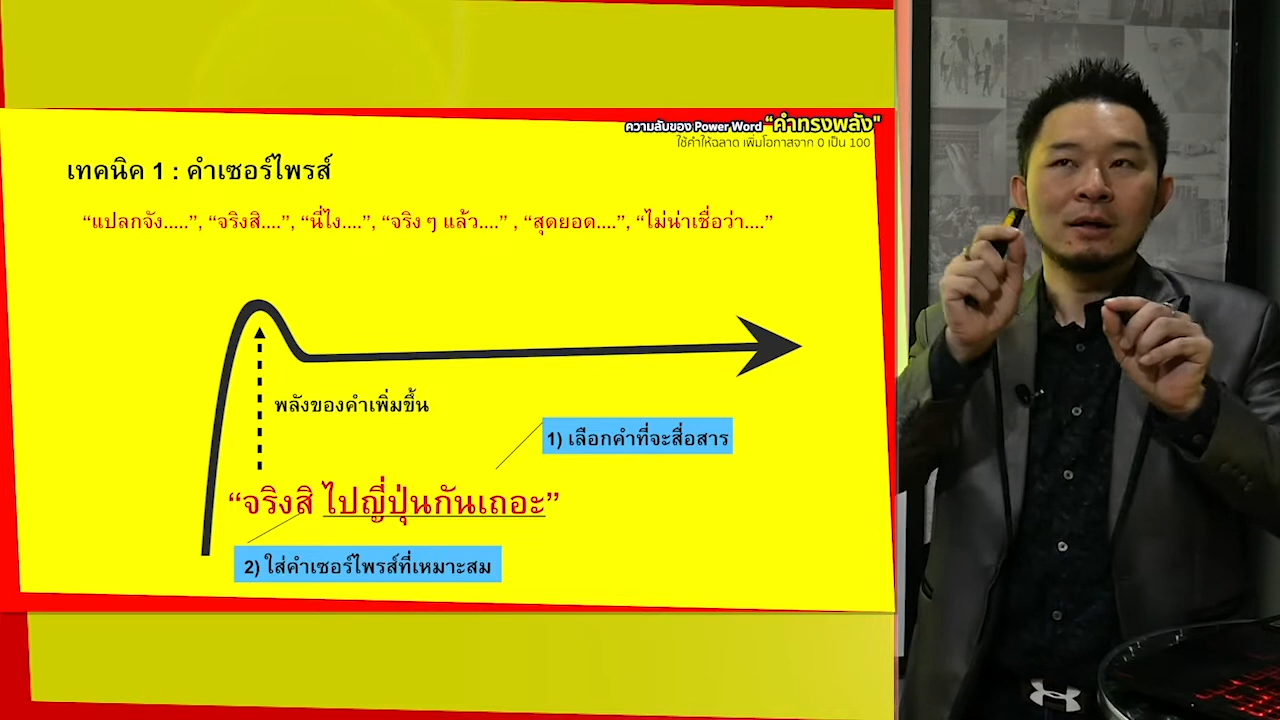 ความลับของ Power Word “คำทรงพลัง"
ใช้คำให้ฉลาด เพิ่มโอกาสจาก 0 เป็น 100
เทคนิค 1 : คำเซอร์ไพรส์
“แปลกจัง.....”, “จริงสิ....”, “นี่ไง....”, “จริง ๆ แล้ว....” , “สุดยอด....”, “ไม่น่าเชื่อว่า....”
พลังของคำเพิ่มขึ้น
1) เลือกคำที่จะสื่อสาร
“จริงสิ ไปญี่ปุ่นกันเถอะ”
2) ใส่คำเซอร์ไพรส์ที่เหมาะสม